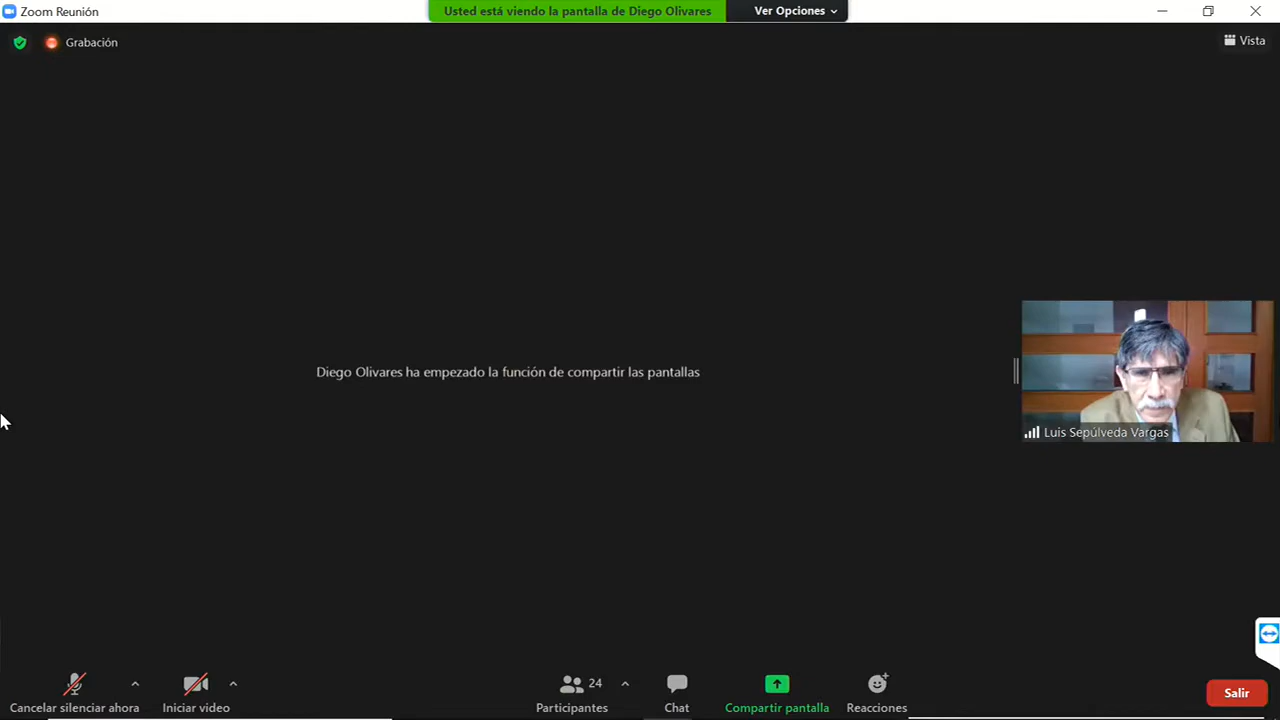 Zoom Reunión
Usted está viendo la pantalla de Diego Olivares
Ver Opciones
Grabación
Vista
Diego Olivares ha empezado la función de compartir las pantallas
Luis Sepúlveda Vargas
24
Cancelar silenciar ahora
Iniciar video
Participantes
Chat
Compartir pantalla
Reacciones
Salir